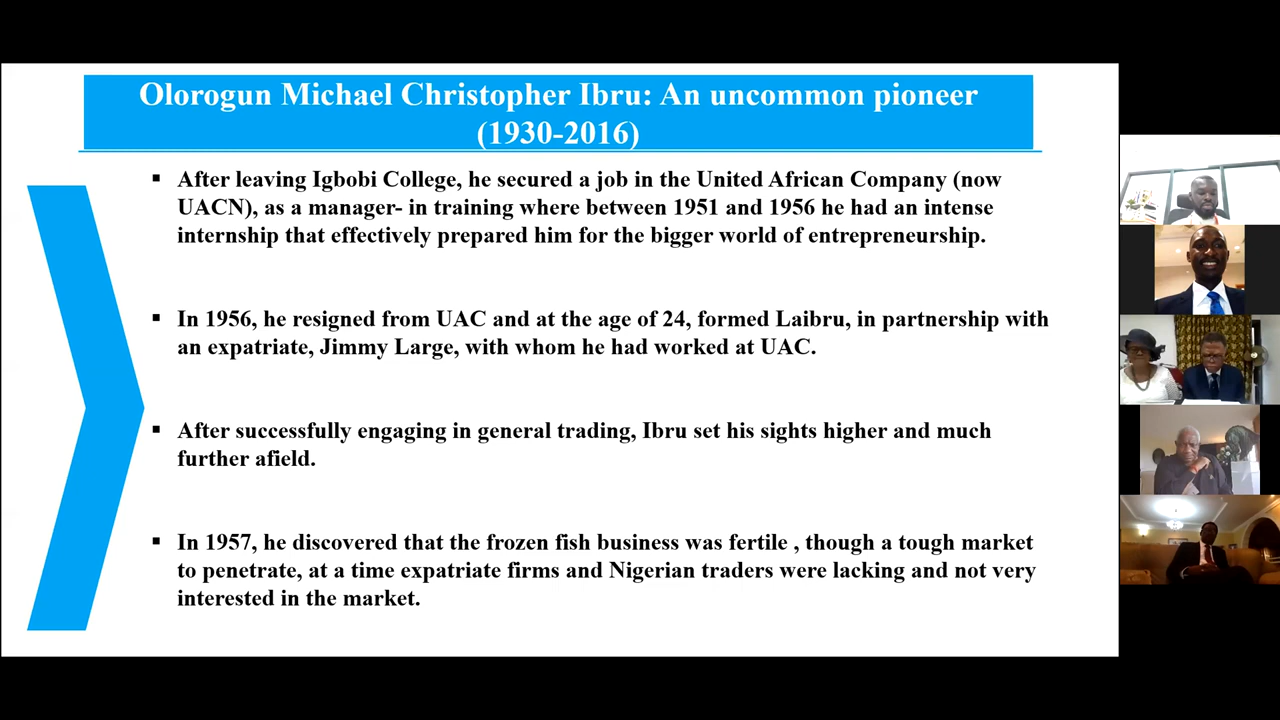 Olorogun Michael Christopher Ibru: An uncommon pioneer
(1930-2016)
▪ After leaving Igbobi College, he secured a job in the United African Company (now
UACN), as a manager- in training where between 1951 and 1956 he had an intense
internship that effectively prepared him for the bigger world of entrepreneurship.
▪ In 1956, he resigned from UAC and at the age of 24, formed Laibru, in partnership with
an expatriate, Jimmy Large, with whom he had worked at UAC.
▪ After successfully engaging in general trading, Ibru set his sights higher and much
further afield.
▪ In 1957, he discovered that the frozen fish business was fertile , though a tough market
to penetrate, at a time expatriate firms and Nigerian traders were lacking and not very
interested in the market.